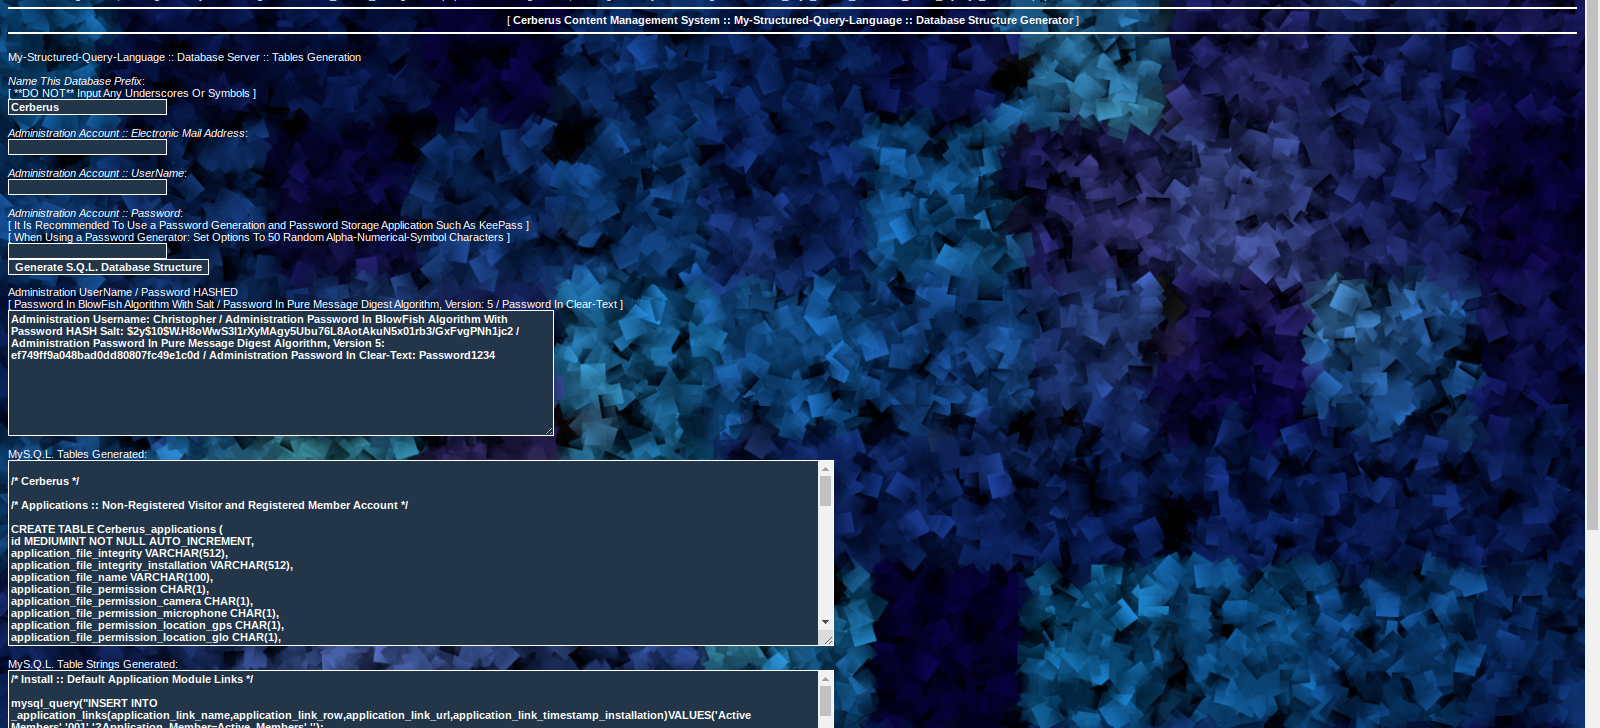 [ Cerberus Content Management System :: My-Structured-Query-Language :: Database Structure Generator ]
My-Structured-Query-Language :: Database Server :: Tables Generation
Name This Database Prefix:
[ **DO NOT** Input Any Underscores Or Symbols ]
Cerberus
Administration Account :: Electronic Mail Address:
Administration Account :: UserName:
Administration Account :: Password:
[ It Is Recommended To Use a Password Generation and Password Storage Application Such As KeePass ]
[ When Using a Password Generator: Set Options To 50 Random Alpha-Numerical-Symbol Characters ]
Generate S.Q.L. Database Structure
Administration UserName / Password HASHED
[ Password In BlowFish Algorithm With Salt / Password In Pure Message Digest Algorithm, Version: 5 / Password In Clear-Text ]
Administration Username: Christopher / Administration Password In BlowFish Algorithm With
Password HASH Salt: $2y$10$W.H8oWwS3l1rXyMAgy5Ubu76L8AotAkuN5x01rb3/GxFvgPNh1jc2 /
Administration Password In Pure Message Digest Algorithm, Version 5:
ef749ff9a048bad0dd80807fc49e1c0d / Administration Password In Clear-Text: Password1234
MyS.Q.L. Tables Generated:
/* Cerberus */
/* Applications :: Non-Registered Visitor and Registered Member Account */
CREATE TABLE Cerberus_applications (
id MEDIUMINT NOT NULL AUTO_INCREMENT,
application_file_integrity VARCHAR(512),
application_file_integrity_installation VARCHAR(512),
application_file_name VARCHAR(100),
application_file_permission CHAR(1),
application_file_permission_camera CHAR(1),
application_file_permission_microphone CHAR(1),
application_file_permission_location_gps CHAR(1),
application_file_permission_location_glo CHAR(1),
MyS.Q.L. Table Strings Generated:
/* Install :: Default Application Module Links */
mysql_query("INSERT INTO
_application_links(application_link_name,application_link_row,application_link_url,application_link_timestamp_installation)VALUES('Active
Members','001','?Application_Member=Active_Members','');